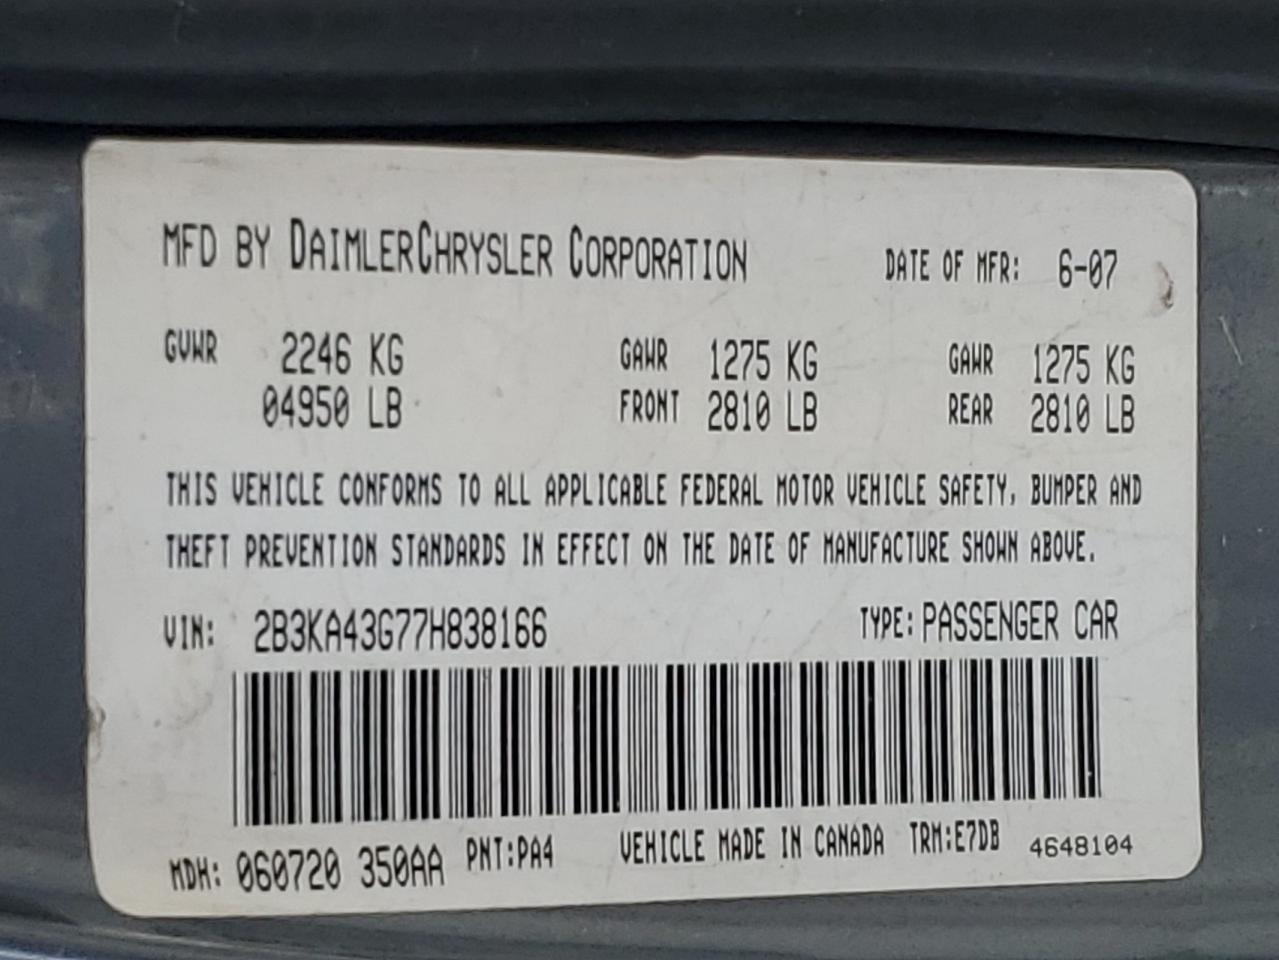 MFD BY DAIMLERCHRYSLER CORPORATION DATE OF MFR: 6-07
GVWR 2246 KG GAWR 1275 KG GAWR 1275 KG
04950 LB FRONT 2810 LB REAR 2810 LB
THIS VEHICLE CONFORMS TO ALL APPLICABLE FEDERAL MOTOR VEHICLE SAFETY, BUMPER AND
THEFT PREVENTION STANDARDS IN EFFECT ON THE DATE OF MANUFACTURE SHOWN ABOVE.
VIN: 2B3KA43G77H838166 TYPE: PASSENGER CAR
MDH: 060720 350AA PNT:PA4 VEHICLE MADE IN CANADA TRM:E7DB 4648104